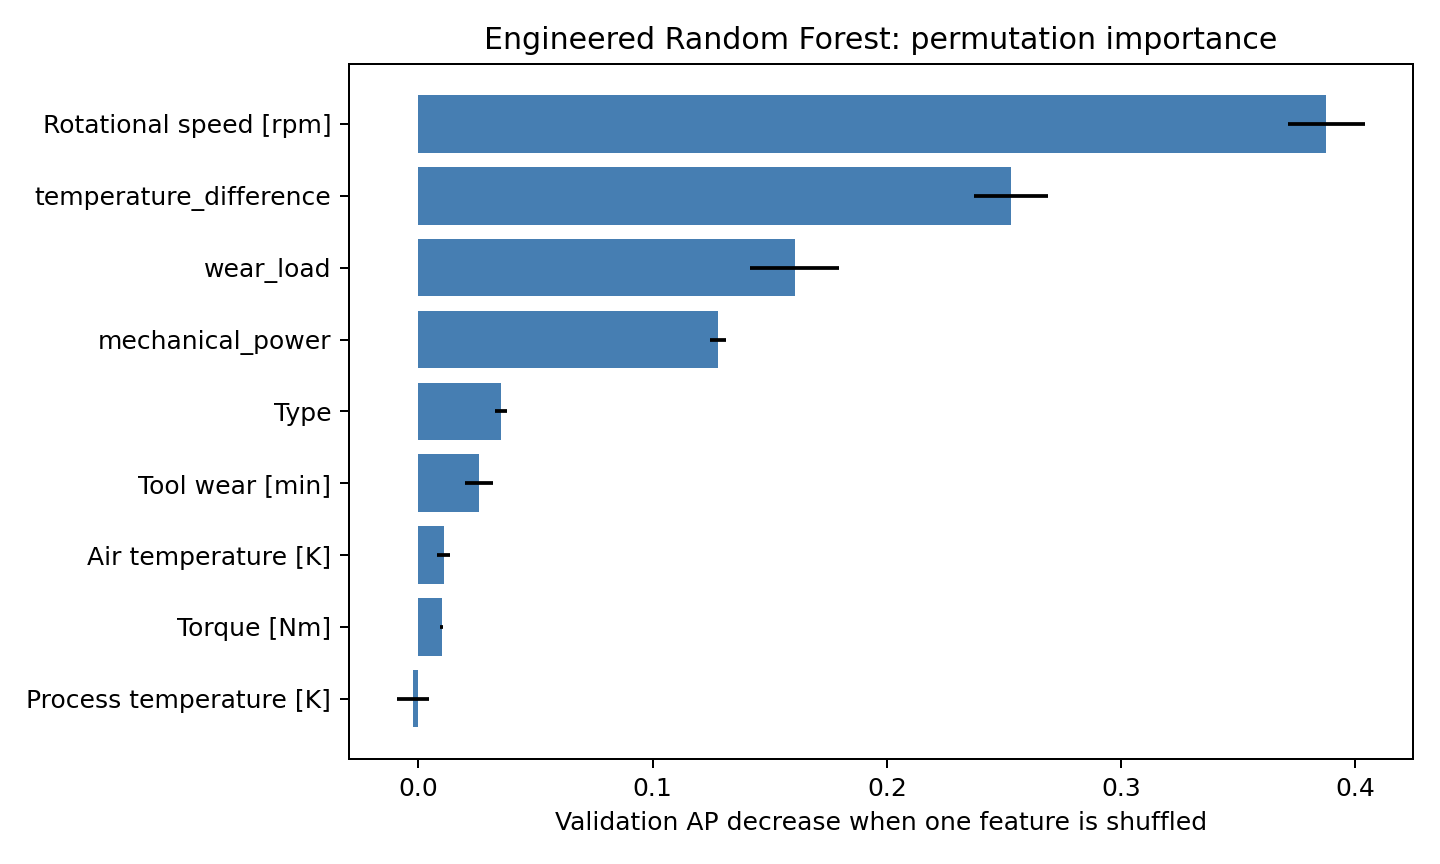 Engineered Random Forest: permutation importance
Rotational speed [rpm]
temperature_difference
wear_load
mechanical_power
Type
Tool wear [min]
Air temperature [K]
Torque [Nm]
Process temperature [K]
0.0 0.1 0.2 0.3 0.4
Validation AP decrease when one feature is shuffled